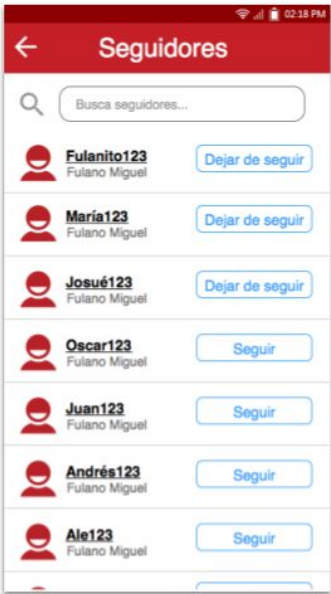 02:18 PM
Seguidores
Busca seguidores...
Fulanito123
Fulano Miguel
Dejar de seguir
María123
Fulano Miguel
Dejar de seguir
Josué123
Fulano Miguel
Dejar de seguir
Oscar123
Fulano Miguel
Seguir
Juan123
Fulano Miguel
Seguir
Andrés123
Fulano Miguel
Seguir
Ale123
Fulano Miguel
Seguir